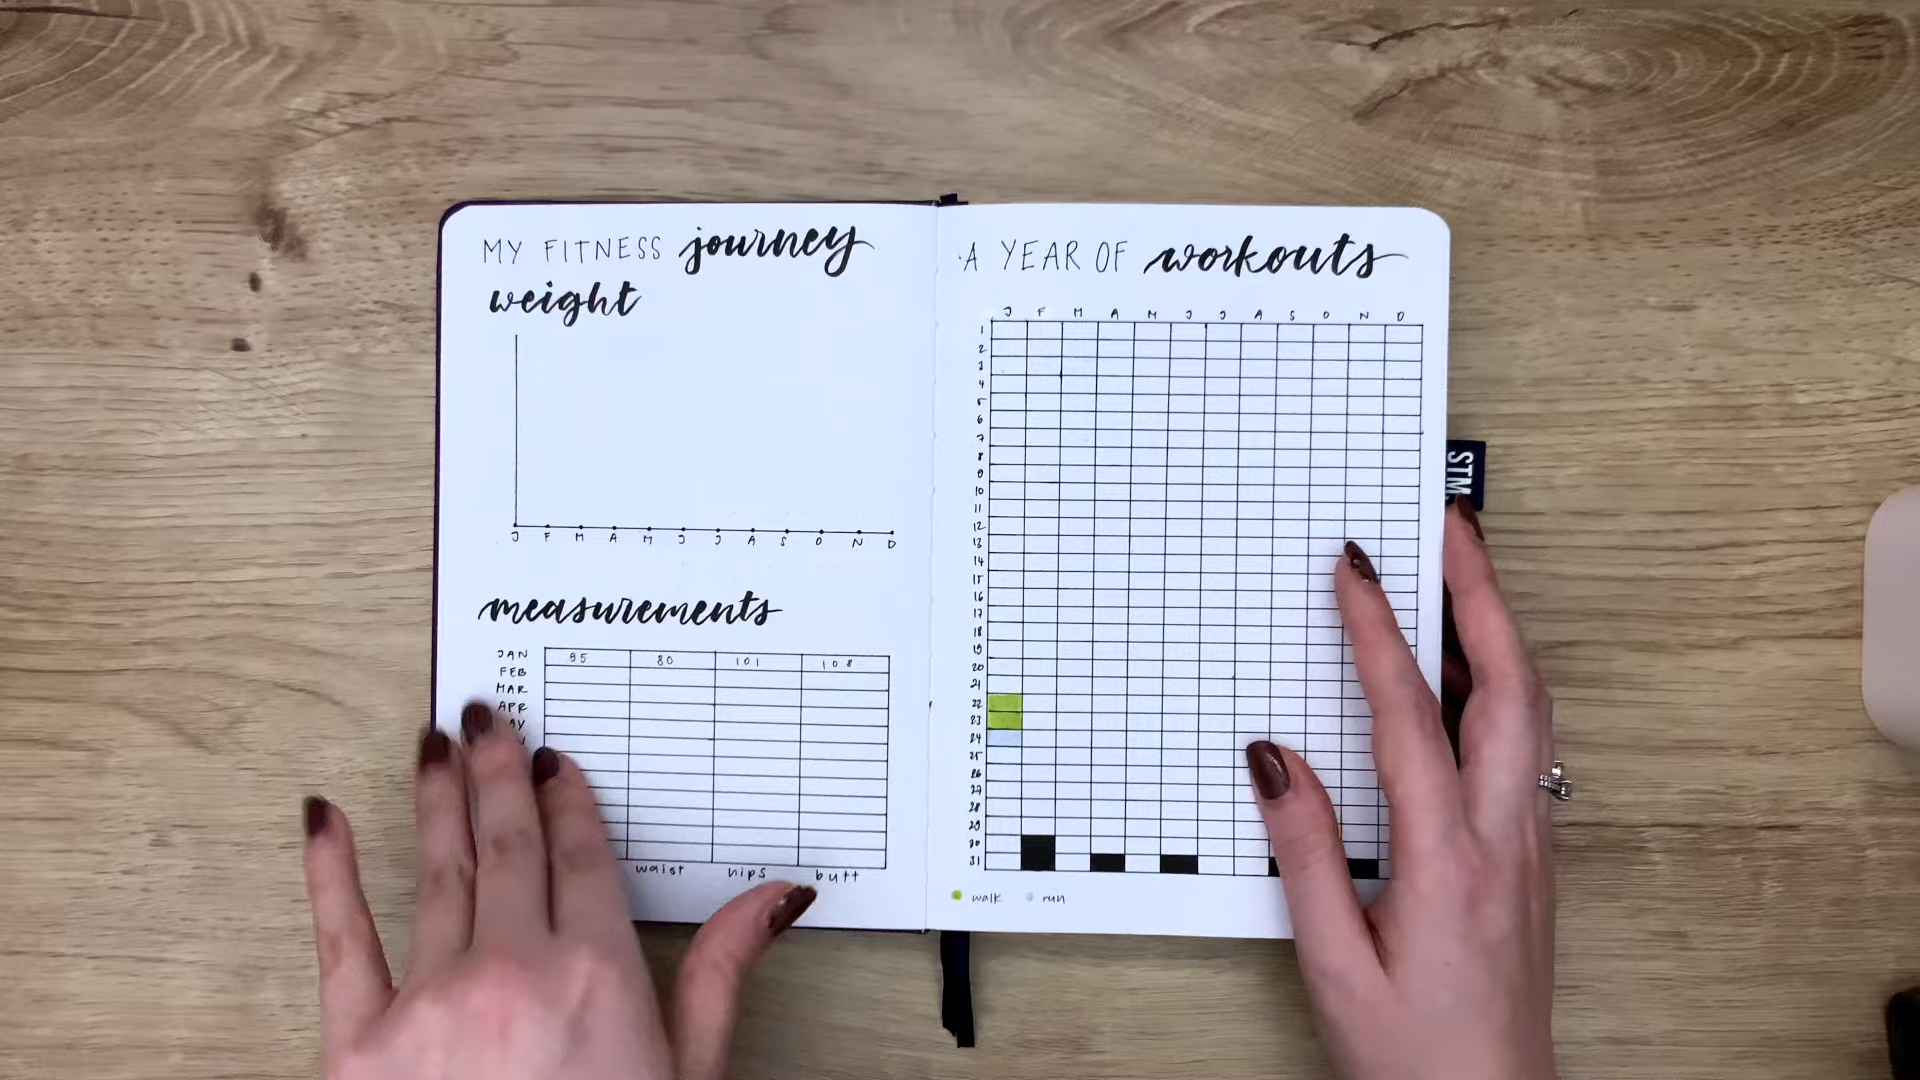 MY FITNESS journey
weight
J F M A M J J A S O N D
measurements
JAN 95 80 101 108
FEB
MAR
APR
waist hips butt
A YEAR OF workouts
J F M A M J J A S O N D
1
2
3
4
5
6
7
8
9
10
11
12
13
14
15
16
17
18
19
20
21
22
23
24
25
26
27
28
29
30
31
walk run
STM